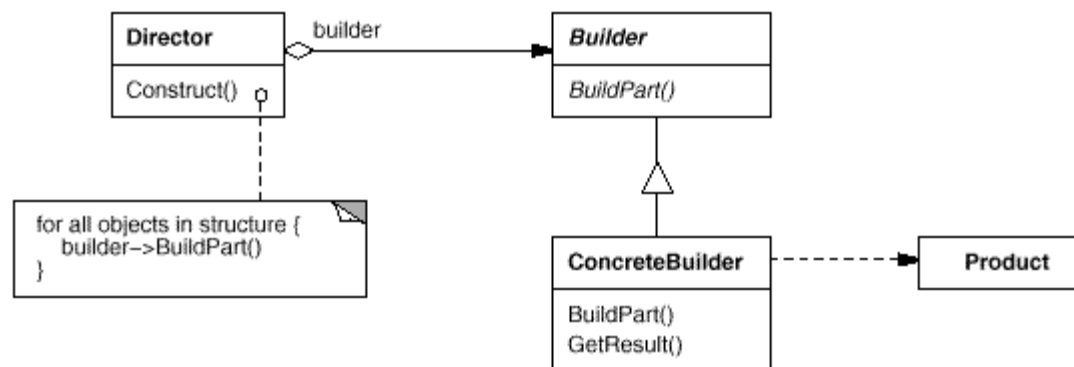 Director
Construct()
builder
Builder
BuildPart()
for all objects in structure {
builder->BuildPart()
}
ConcreteBuilder
BuildPart()
GetResult()
Product